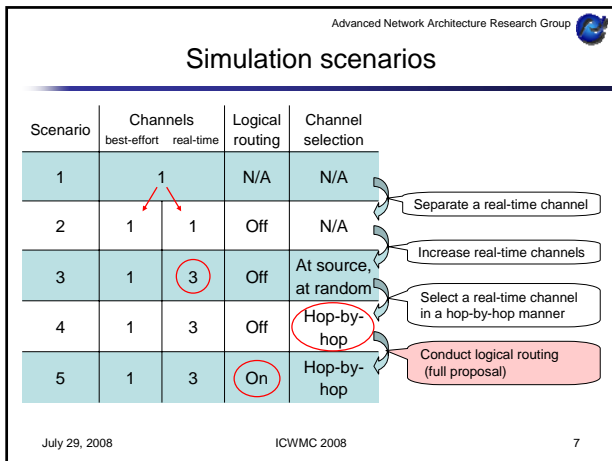 Advanced Network Architecture Research Group
Simulation scenarios
Scenario
Channels
best-effort real-time
Logical
routing
Channel
selection
1
1
N/A
N/A
2
1
1
Off
N/A
3
1
3
Off
At source,
at random
4
1
3
Off
Hop-by-
hop
5
1
3
On
Hop-by-
hop
Separate a real-time channel
Increase real-time channels
Select a real-time channel
in a hop-by-hop manner
Conduct logical routing
(full proposal)
July 29, 2008
ICWMC 2008
7